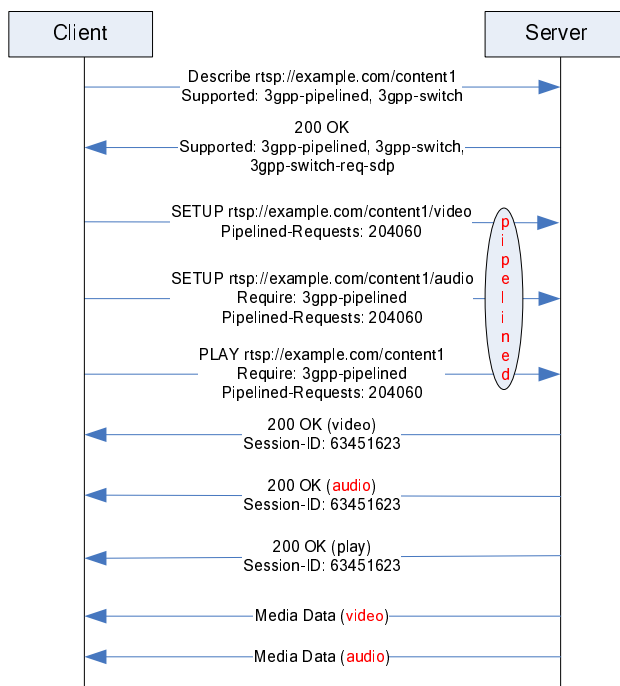 Client
Server
Describe rtsp://example.com/content1
Supported: 3gpp-pipelined, 3gpp-switch
200 OK
Supported: 3gpp-pipelined, 3gpp-switch,
3gpp-switch-req-sdp
SETUP rtsp://example.com/content1/video
Pipelined-Requests: 204060
SETUP rtsp://example.com/content1/audio
Require: 3gpp-pipelined
Pipelined-Requests: 204060
PLAY rtsp://example.com/content1
Require: 3gpp-pipelined
Pipelined-Requests: 204060
pipelined
200 OK (video)
Session-ID: 63451623
200 OK (audio)
Session-ID: 63451623
200 OK (play)
Session-ID: 63451623
Media Data (video)
Media Data (audio)